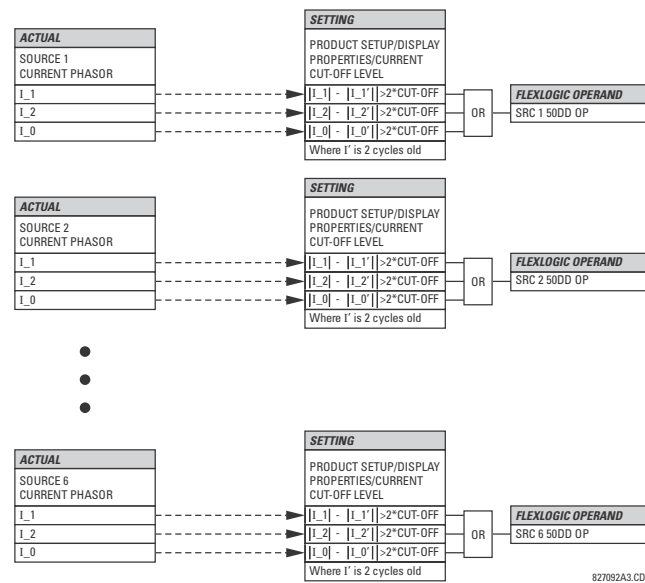 ACTUAL
SOURCE 1
CURRENT PHASOR
I_1
I_2
I_0
SETTING
PRODUCT SETUP/DISPLAY
PROPERTIES/CURRENT
CUT-OFF LEVEL
||I_1| - |I_1'||>2*CUT-OFF
||I_2| - |I_2'||>2*CUT-OFF
||I_0| - |I_0'||>2*CUT-OFF
Where I' is 2 cycles old
OR
FLEXLOGIC OPERAND
SRC 1 50DD OP
ACTUAL
SOURCE 2
CURRENT PHASOR
I_1
I_2
I_0
SETTING
PRODUCT SETUP/DISPLAY
PROPERTIES/CURRENT
CUT-OFF LEVEL
||I_1| - |I_1'||>2*CUT-OFF
||I_2| - |I_2'||>2*CUT-OFF
||I_0| - |I_0'||>2*CUT-OFF
Where I' is 2 cycles old
OR
FLEXLOGIC OPERAND
SRC 2 50DD OP
ACTUAL
SOURCE 6
CURRENT PHASOR
I_1
I_2
I_0
SETTING
PRODUCT SETUP/DISPLAY
PROPERTIES/CURRENT
CUT-OFF LEVEL
||I_1| - |I_1'||>2*CUT-OFF
||I_2| - |I_2'||>2*CUT-OFF
||I_0| - |I_0'||>2*CUT-OFF
Where I' is 2 cycles old
OR
FLEXLOGIC OPERAND
SRC 6 50DD OP
827092A3.CD